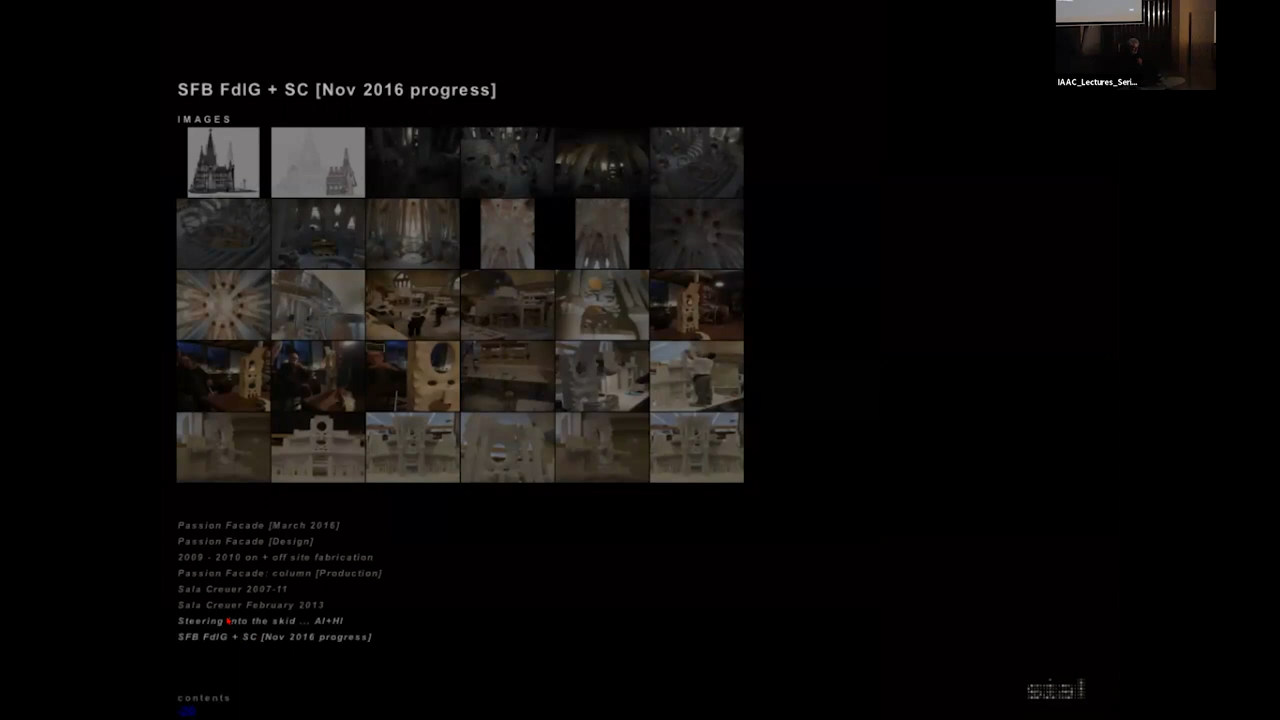 IAAC_Lectures_Seri...
SFB FdlG + SC [Nov 2016 progress]
IMAGES
Passion Facade [March 2016]
Passion Facade [Design]
2009 - 2010 on + off site fabrication
Passion Facade: column [Production]
Sala Creuer 2007-11
Sala Creuer February 2013
Steering into the skid ... AI+HI
SFB FdlG + SC [Nov 2016 progress]
contents
sial